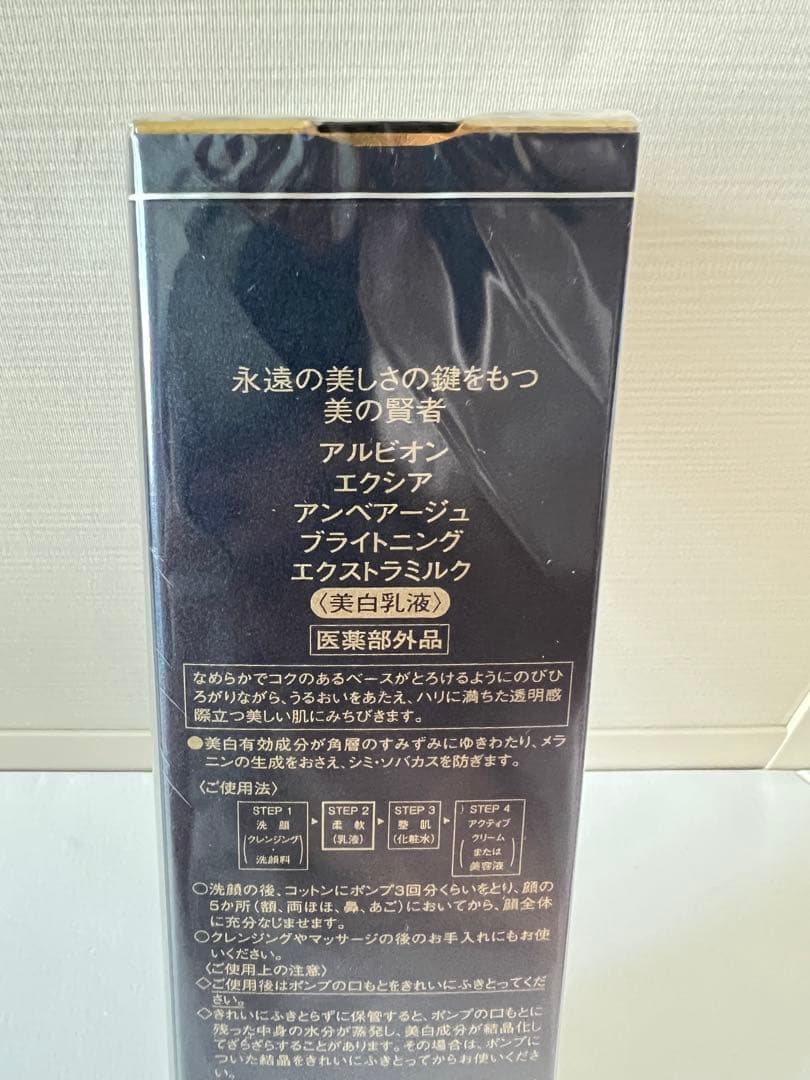 永遠の美しさの鍵をもつ
美の賢者
アルビオン
エクシア
アンベアージュ
ブライトニング
エクストラミルク
〈美白乳液〉
医薬部外品
なめらかでコクのあるベースがとろけるようにのびひ
ろがりながら、うるおいをあたえ、ハリに満ちた透明感
際立つ美しい肌にみちびきます。
●美白有効成分が角層のすみずみにゆきわたり、メラ
ニンの生成をおさえ、シミ・ソバカスを防ぎます。
〈ご使用法〉
STEP 1
洗顔
(クレンジング・
洗顔料)
STEP 2
柔軟
(乳液)
STEP 3
整肌
(化粧水)
STEP 4
アクティブ
(クリーム
または
美容液)
○洗顔の後、コットンにポンプ3回分くらいをとり、顔の
5か所(額、両ほほ、鼻、あご)においてから、顔全体
に充分なじませます。
○クレンジングやマッサージの後のお手入れにもお使
いください。
〈ご使用上の注意〉
◇ご使用後はポンプの口もとをきれいにふきとってくだ
さい。
◇きれいにふきとらずに保管すると、ポンプの口もとに
残った中身の水分が蒸発し、美白成分が結晶化し
てざらざらすることがあります。その場合は、ポンプに
ついた結晶をきれいにふきとってからお使いくださ
い。